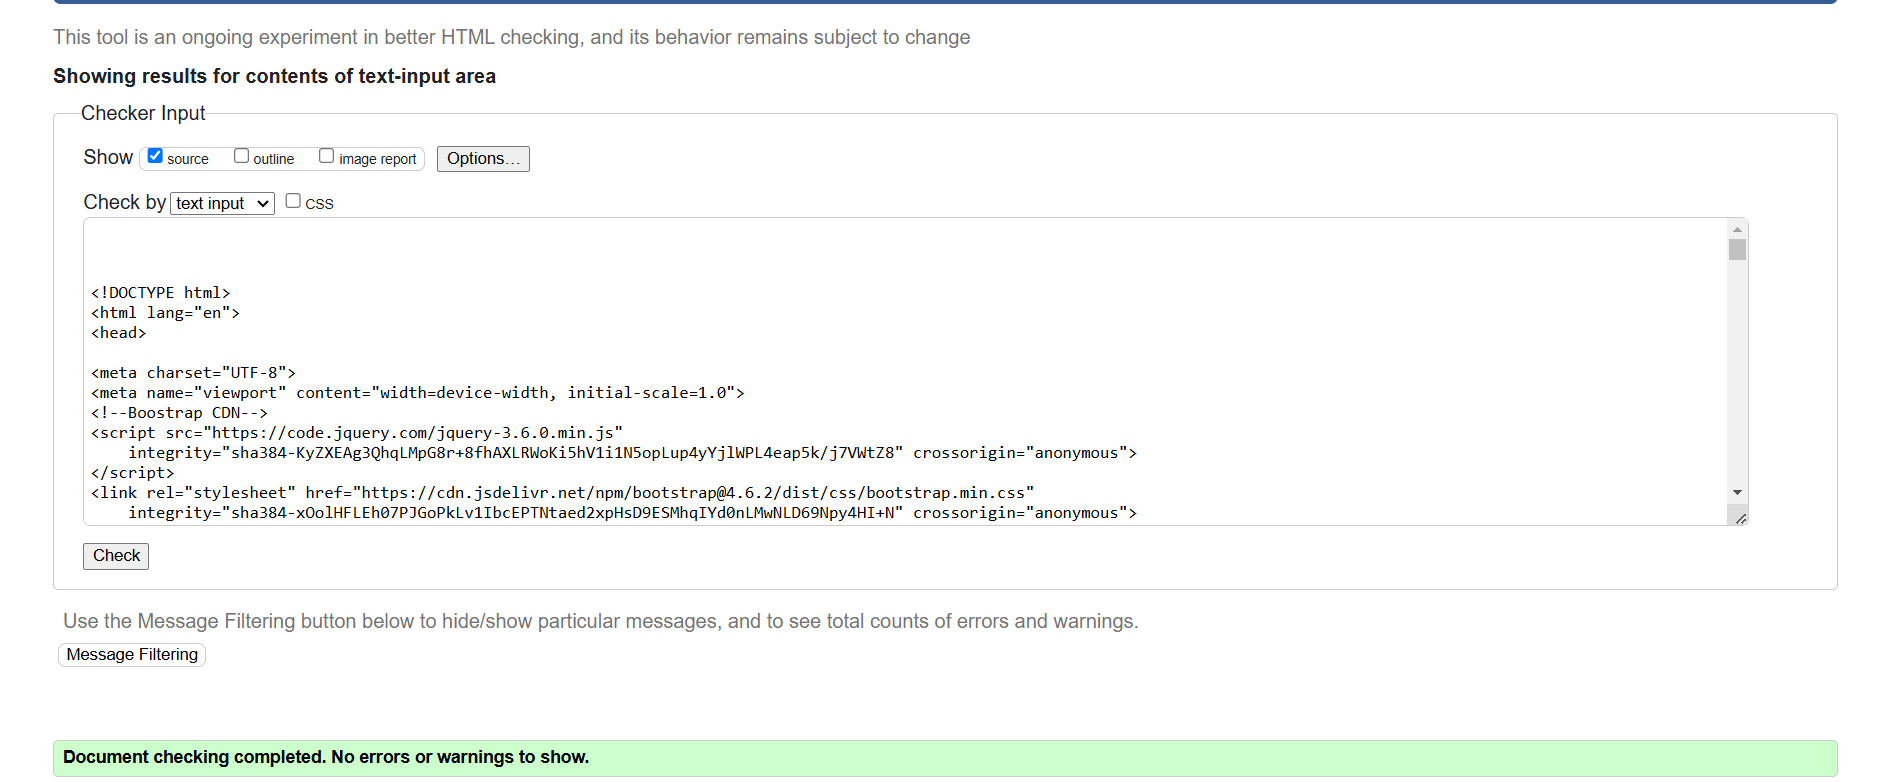 This tool is an ongoing experiment in better HTML checking, and its behavior remains subject to change
Showing results for contents of text-input area
Checker Input
Show source outline image report Options...
Check by text input CSS
<!DOCTYPE html>
<html lang="en">
<head>
<meta charset="UTF-8">
<meta name="viewport" content="width=device-width, initial-scale=1.0">
<!--Boostrap CDN-->
<script src="https://code.jquery.com/jquery-3.6.0.min.js"
integrity="sha384-KyZXEAg3QhqLMpG8r+8fhAXLRWoKi5hV1i1N5opLup4yYjlWPL4eap5k/j7VWtZ8" crossorigin="anonymous">
</script>
<link rel="stylesheet" href="https://cdn.jsdelivr.net/npm/bootstrap@4.6.2/dist/css/bootstrap.min.css"
integrity="sha384-xOolHFLEh07PJGoPkLv1IbcEPTNtaed2xpHsD9ESMhqIYd0nLMwNLD69Npy4HI+N" crossorigin="anonymous">
Check
Use the Message Filtering button below to hide/show particular messages, and to see total counts of errors and warnings.
Message Filtering
Document checking completed. No errors or warnings to show.